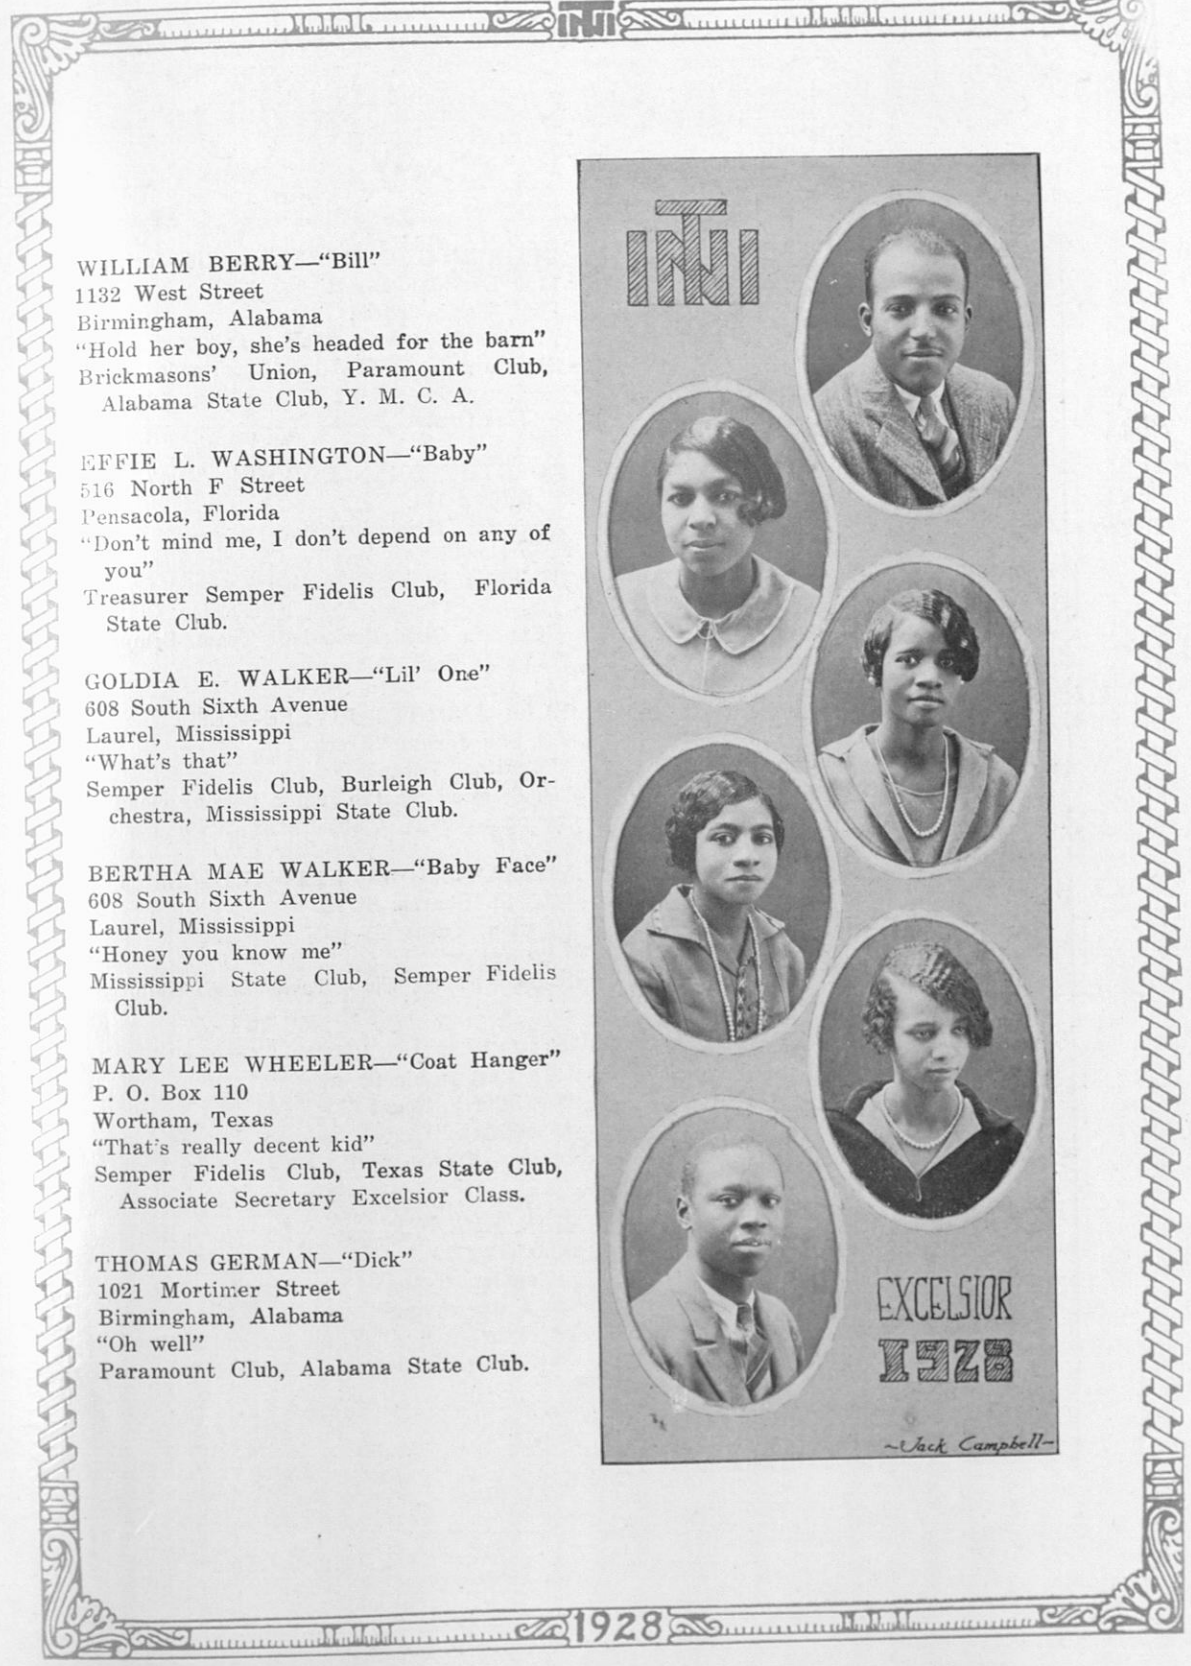 WILLIAM BERRY—“Bill”
1132 West Street
Birmingham, Alabama
“Hold her boy, she’s headed for the barn”
Brickmasons’ Union, Paramount Club,
Alabama State Club, Y. M. C. A.
EFFIE L. WASHINGTON—“Baby”
516 North F Street
Pensacola, Florida
“Don’t mind me, I don’t depend on any of
you”
Treasurer Semper Fidelis Club, Florida
State Club.
GOLDIA E. WALKER—“Lil’ One”
608 South Sixth Avenue
Laurel, Mississippi
“What’s that”
Semper Fidelis Club, Burleigh Club, Or-
chestra, Mississippi State Club.
BERTHA MAE WALKER—“Baby Face”
608 South Sixth Avenue
Laurel, Mississippi
“Honey you know me”
Mississippi State Club, Semper Fidelis
Club.
MARY LEE WHEELER—“Coat Hanger”
P. O. Box 110
Wortham, Texas
“That’s really decent kid”
Semper Fidelis Club, Texas State Club,
Associate Secretary Excelsior Class.
THOMAS GERMAN—“Dick”
1021 Mortimer Street
Birmingham, Alabama
“Oh well”
Paramount Club, Alabama State Club.
EXCELSIOR
1928
~Jack Campbell~
1928